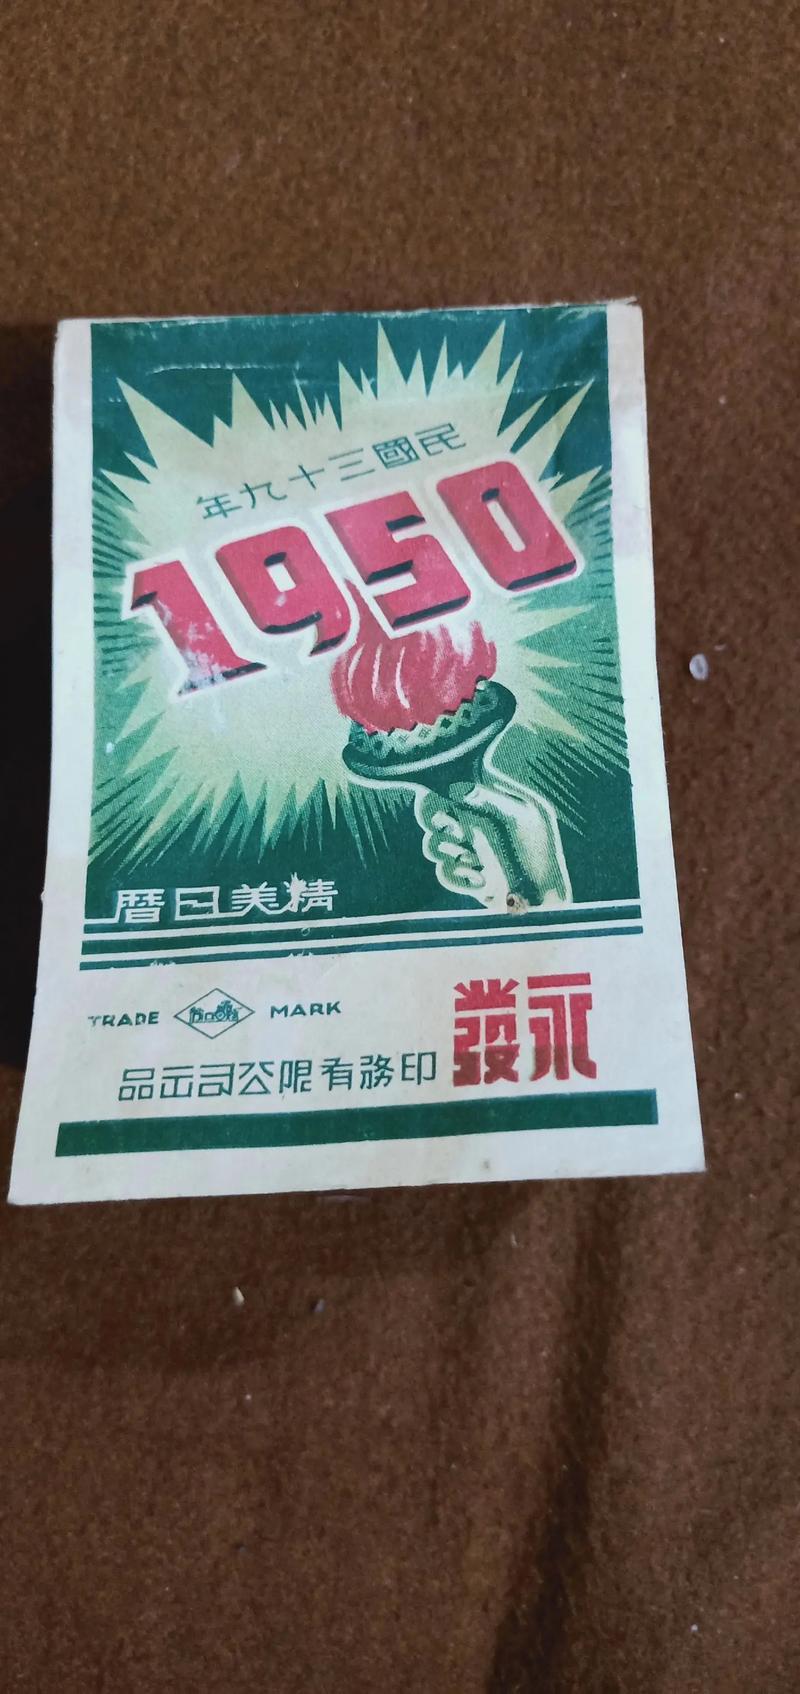 民國三十九年
1950
精美日曆
TRADE MARK
永發印務有限公司出品